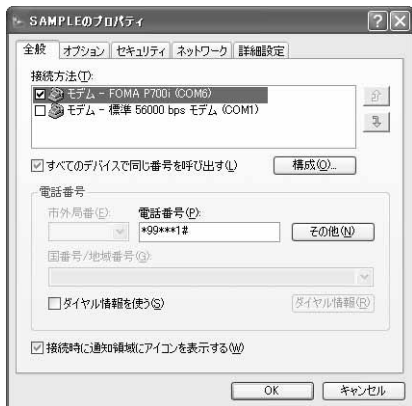 SAMPLEのプロパティ
全般 オプション セキュリティ ネットワーク 詳細設定
接続方法(T):
モデム - FOMA P700i (COM6)
モデム - 標準 56000 bps モデム (COM1)
すべてのデバイスで同じ番号を呼び出す(L) 構成(O)...
電話番号
市外局番(E): 電話番号(P):
*99***1# その他(N)
国番号/地域番号(G):
ダイヤル情報を使う(S) ダイヤル情報(R)
接続時に通知領域にアイコンを表示する(W)
OK キャンセル